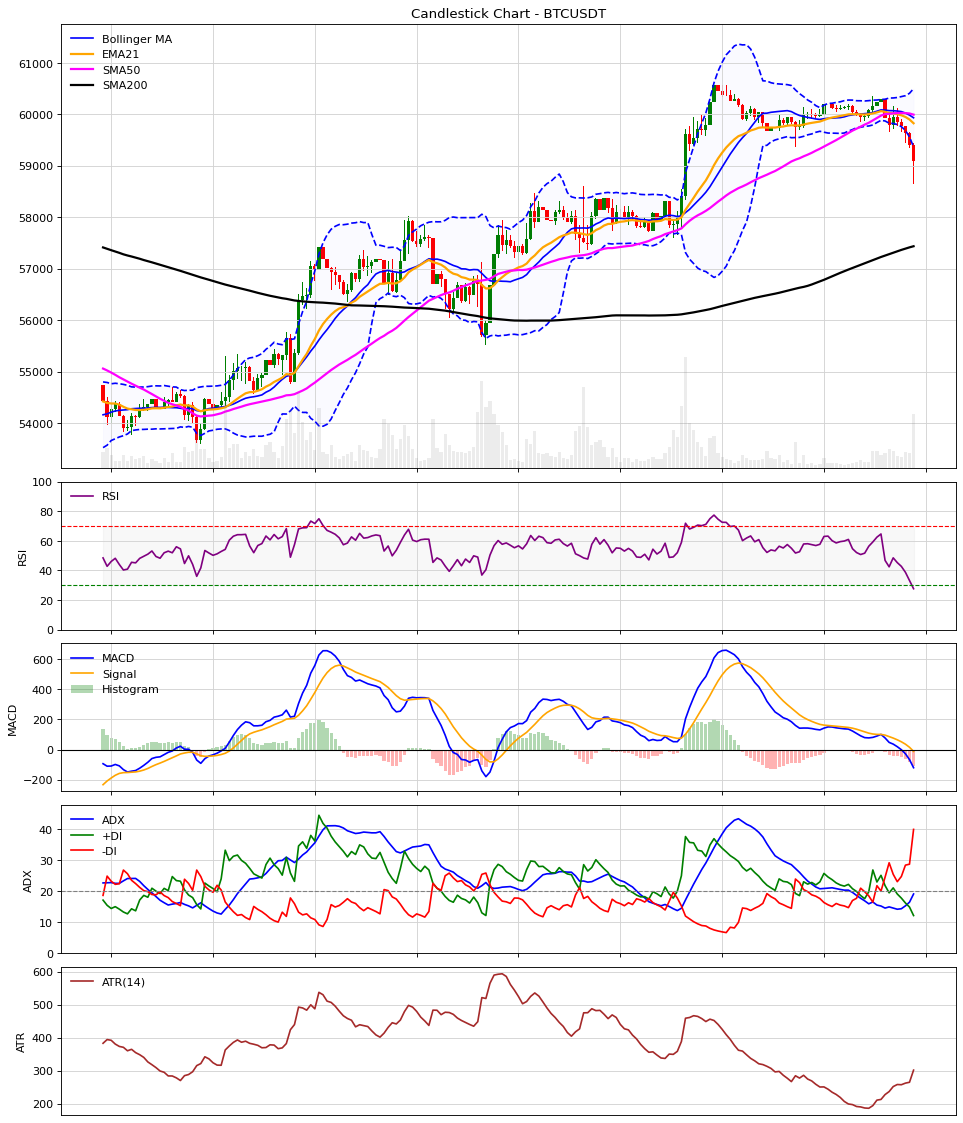 Candlestick Chart - BTCUSDT
Bollinger MA
EMA21
SMA50
SMA200
61000
60000
59000
58000
57000
56000
55000
54000
RSI
RSI
100
80
60
40
20
0
MACD
MACD
Signal
Histogram
600
400
200
0
−200
ADX
ADX
+DI
-DI
40
30
20
10
0
ATR
ATR(14)
600
500
400
300
200